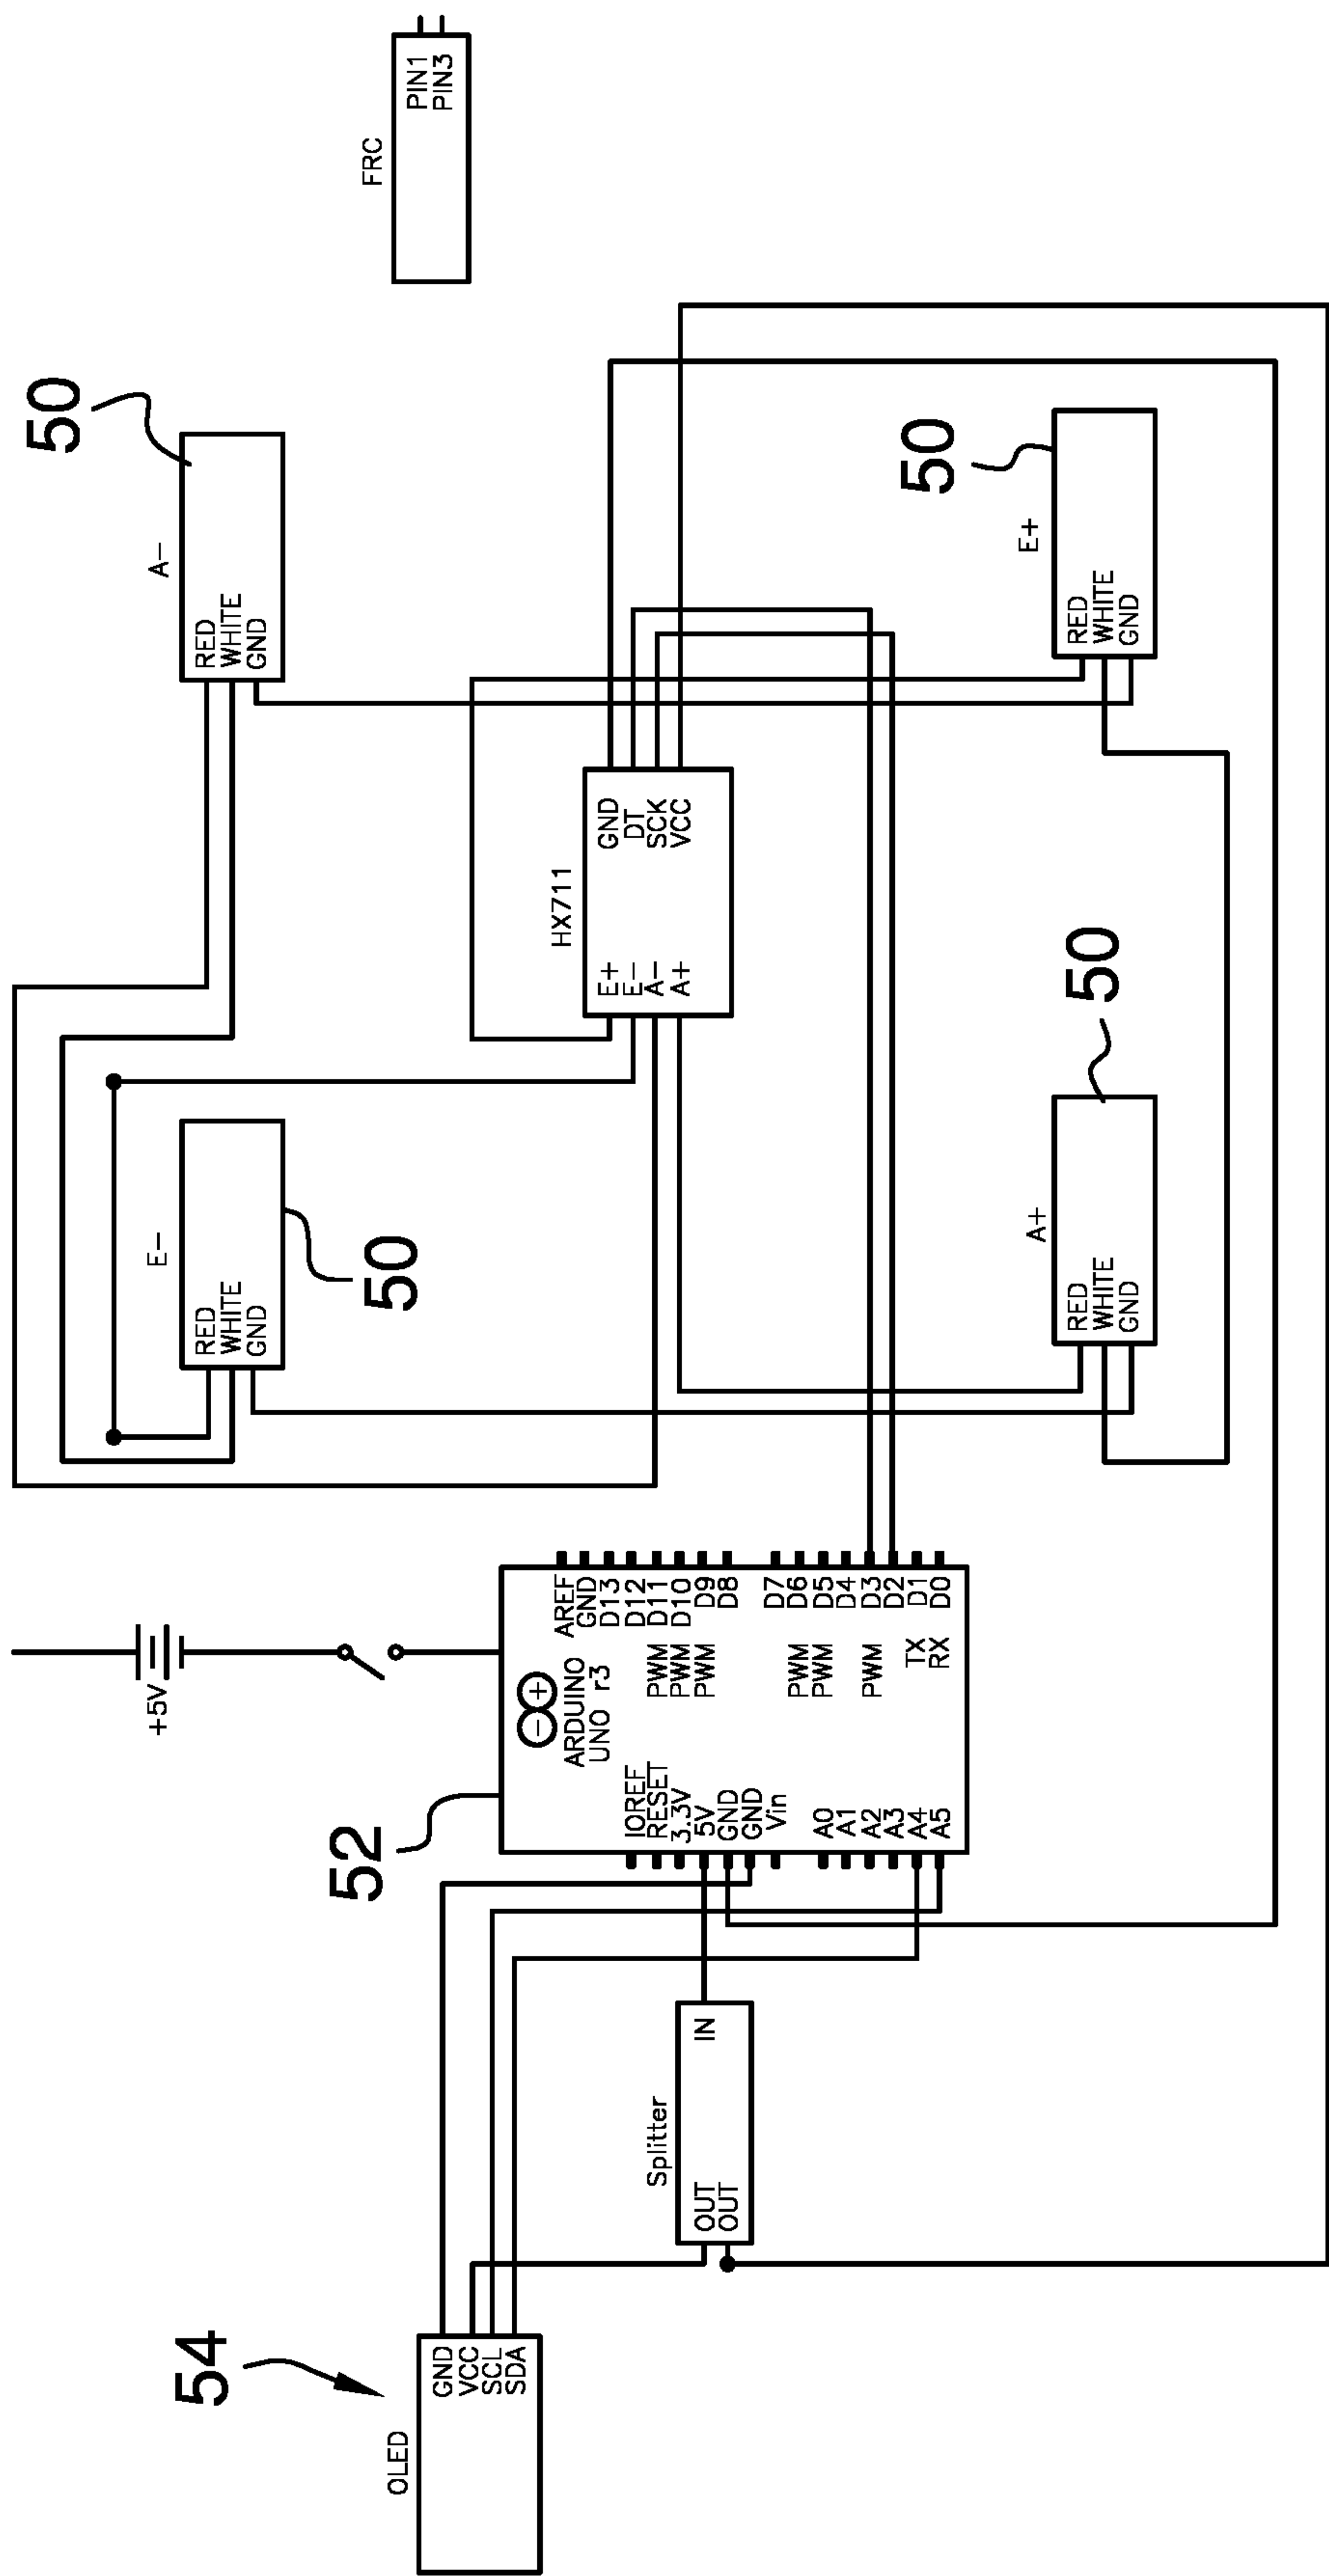 FRC
PIN1
PIN3
50
A−
RED
WHITE
GND
50
E+
RED
WHITE
GND
HX711
E+
E−
A−
A+
GND
DT
SCK
VCC
E−
RED
WHITE
GND
50
50
A+
RED
WHITE
GND
+5V
52
− +
ARDUINO
UNO r3
AREF
GND
D13
D12
PWM D11
PWM D10
PWM D9
D8
D7
PWM D6
PWM D5
D4
PWM D3
D2
TX D1
RX D0
IOREF
RESET
3.3V
5V
GND
GND
Vin
A0
A1
A2
A3
A4
A5
Splitter
IN
OUT
OUT
54
OLED
GND
VCC
SCL
SDA